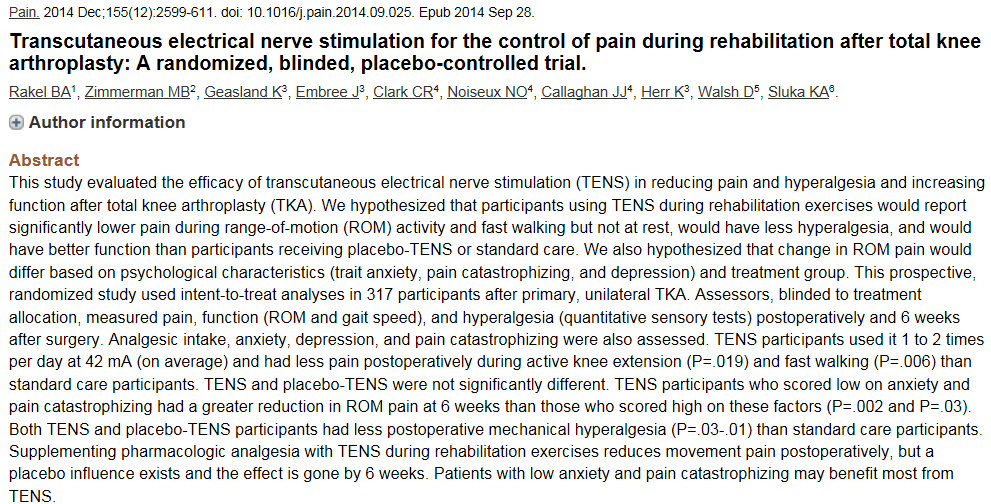 Pain. 2014 Dec;155(12):2599-611. doi: 10.1016/j.pain.2014.09.025. Epub 2014 Sep 28.
Transcutaneous electrical nerve stimulation for the control of pain during rehabilitation after total knee
arthroplasty: A randomized, blinded, placebo-controlled trial.
Rakel BA1, Zimmerman MB2, Geasland K3, Embree J3, Clark CR4, Noiseux NO4, Callaghan JJ4, Herr K3, Walsh D5, Sluka KA6.
Author information
Abstract
This study evaluated the efficacy of transcutaneous electrical nerve stimulation (TENS) in reducing pain and hyperalgesia and increasing
function after total knee arthroplasty (TKA). We hypothesized that participants using TENS during rehabilitation exercises would report
significantly lower pain during range-of-motion (ROM) activity and fast walking but not at rest, would have less hyperalgesia, and would
have better function than participants receiving placebo-TENS or standard care. We also hypothesized that change in ROM pain would
differ based on psychological characteristics (trait anxiety, pain catastrophizing, and depression) and treatment group. This prospective,
randomized study used intent-to-treat analyses in 317 participants after primary, unilateral TKA. Assessors, blinded to treatment
allocation, measured pain, function (ROM and gait speed), and hyperalgesia (quantitative sensory tests) postoperatively and 6 weeks
after surgery. Analgesic intake, anxiety, depression, and pain catastrophizing were also assessed. TENS participants used it 1 to 2 times
per day at 42 mA (on average) and had less pain postoperatively during active knee extension (P=.019) and fast walking (P=.006) than
standard care participants. TENS and placebo-TENS were not significantly different. TENS participants who scored low on anxiety and
pain catastrophizing had a greater reduction in ROM pain at 6 weeks than those who scored high on these factors (P=.002 and P=.03).
Both TENS and placebo-TENS participants had less postoperative mechanical hyperalgesia (P=.03-.01) than standard care participants.
Supplementing pharmacologic analgesia with TENS during rehabilitation exercises reduces movement pain postoperatively, but a
placebo influence exists and the effect is gone by 6 weeks. Patients with low anxiety and pain catastrophizing may benefit most from
TENS.